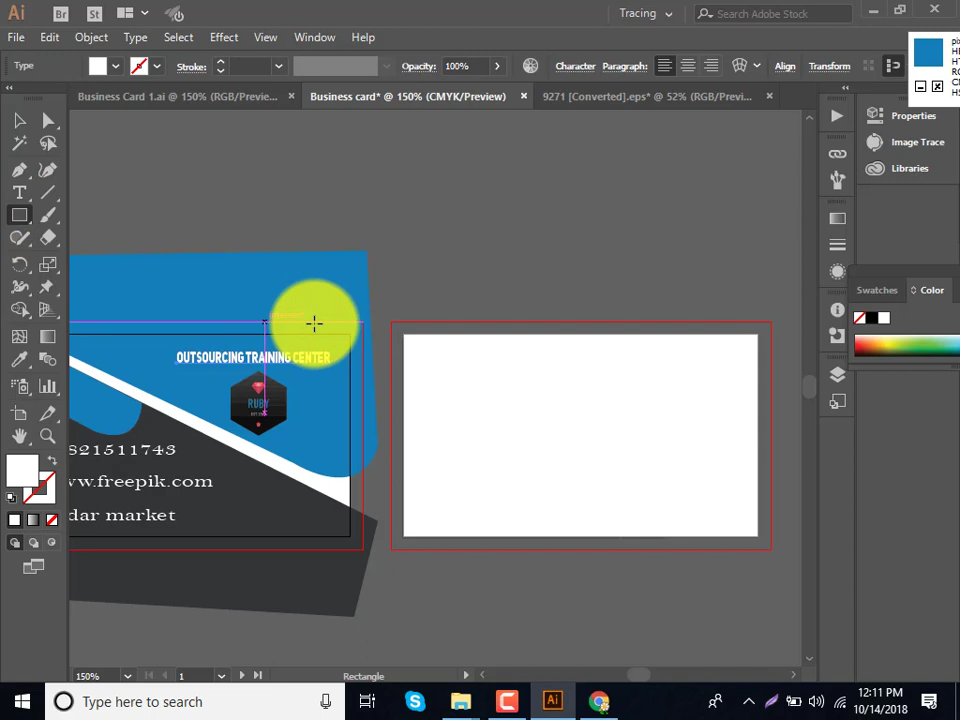 Ai Br St Tracing Search Adobe Stock
File Edit Object Type Select Effect View Window Help
Type Stroke: Opacity: 100% Character Paragraph: Align Transform
Business Card 1.ai @ 150% (RGB/Previe... × Business card* @ 150% (CMYK/Preview) × 9271 [Converted].eps* @ 52% (RGB/Previ... ×
Properties
Image Trace
Libraries
Swatches Color
OUTSOURCING TRAINING CENTER
RUBY
821511743
ww.freepik.com
dar market
150% 1 Rectangle
Type here to search
12:11 PM
10/14/2018